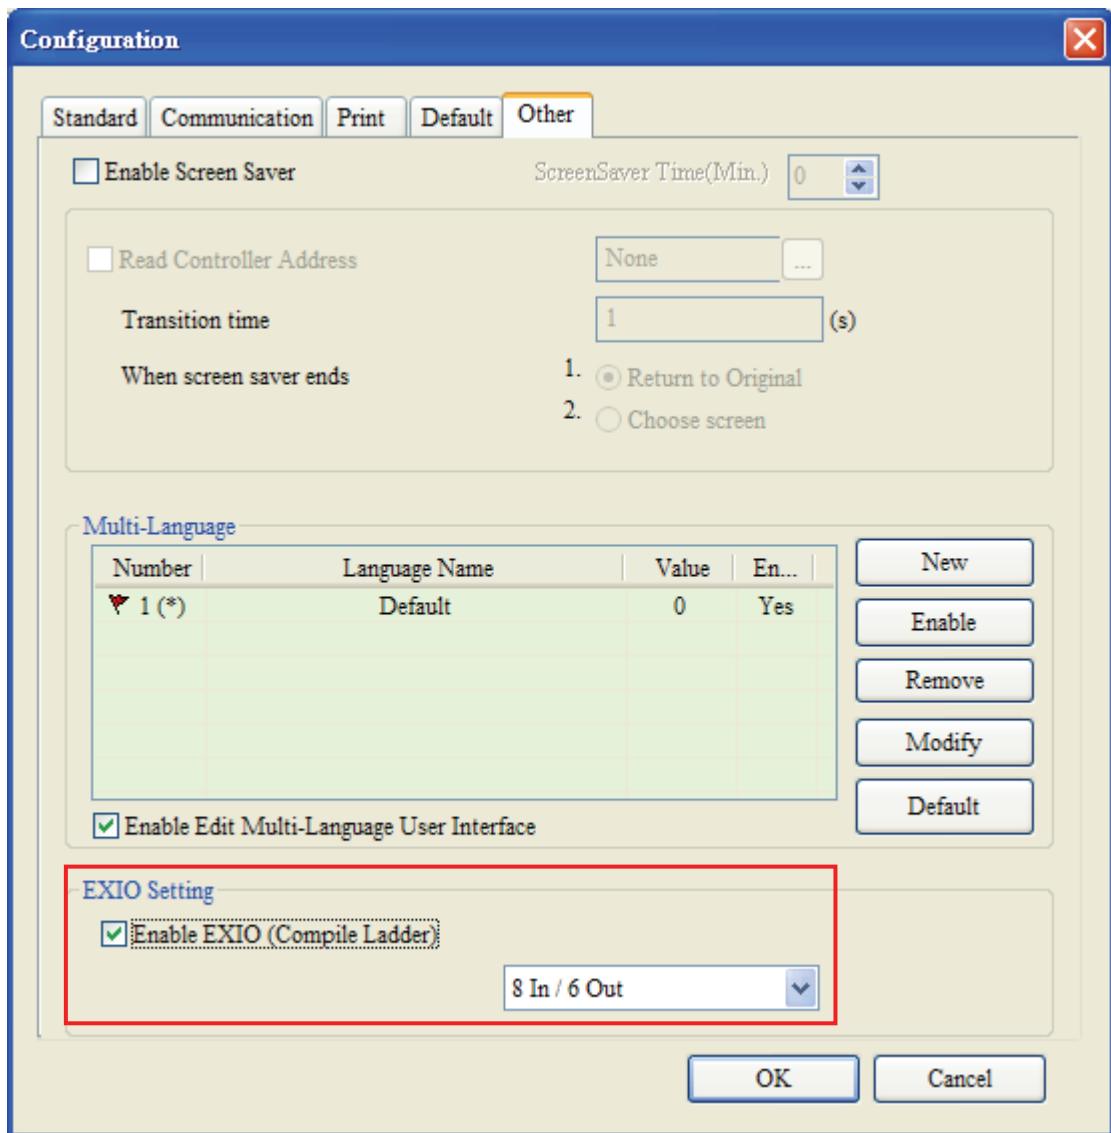 Configuration
Standard Communication Print Default Other
Enable Screen Saver ScreenSaver Time(Min.) 0
Read Controller Address None ...
Transition time 1 (s)
When screen saver ends 1. Return to Original
2. Choose screen
Multi-Language
Number Language Name Value En...
1 (*) Default 0 Yes
New
Enable
Remove
Modify
Default
Enable Edit Multi-Language User Interface
EXIO Setting
Enable EXIO (Compile Ladder)
8 In / 6 Out
OK Cancel